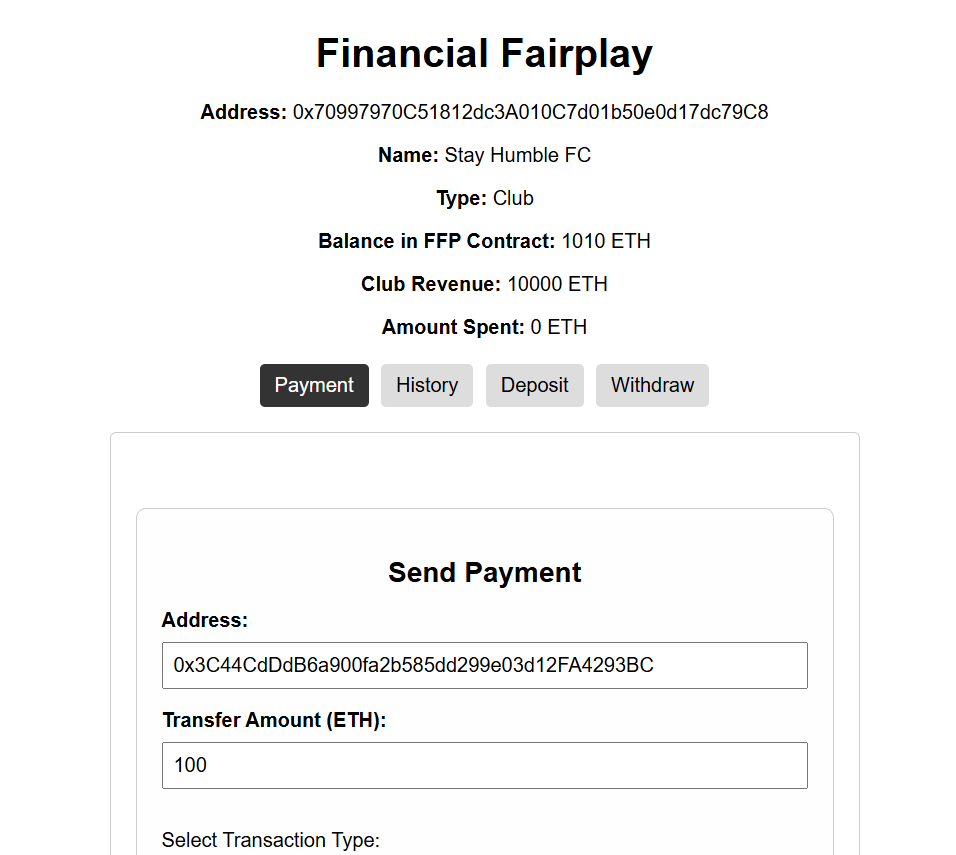 Financial Fairplay
Address: 0x70997970C51812dc3A010C7d01b50e0d17dc79C8
Name: Stay Humble FC
Type: Club
Balance in FFP Contract: 1010 ETH
Club Revenue: 10000 ETH
Amount Spent: 0 ETH
Payment History Deposit Withdraw
Send Payment
Address:
0x3C44CdDdB6a900fa2b585dd299e03d12FA4293BC
Transfer Amount (ETH):
100
Select Transaction Type: